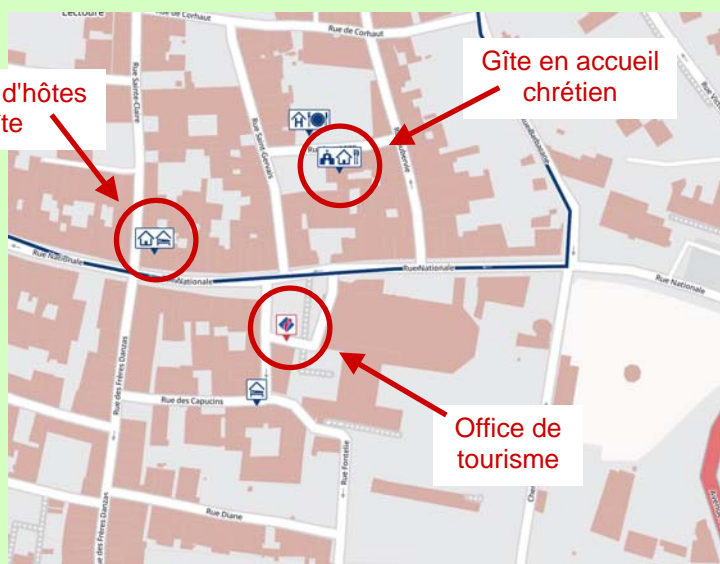 Lectoure
Rue de Corhaut
Rue de Corhaut
Gîte en accueil
chrétien
d'hôtes
Rue Sainte-Claire
Rue Saint-Gervais
Rue
Rue Nationale
Nationale
Rue Nationale
Rue Nationale
Rue des Frères Danzas
Rue des Capucins
Office de
tourisme
Rue Fontelie
Rue Diane
des Frères Danzas